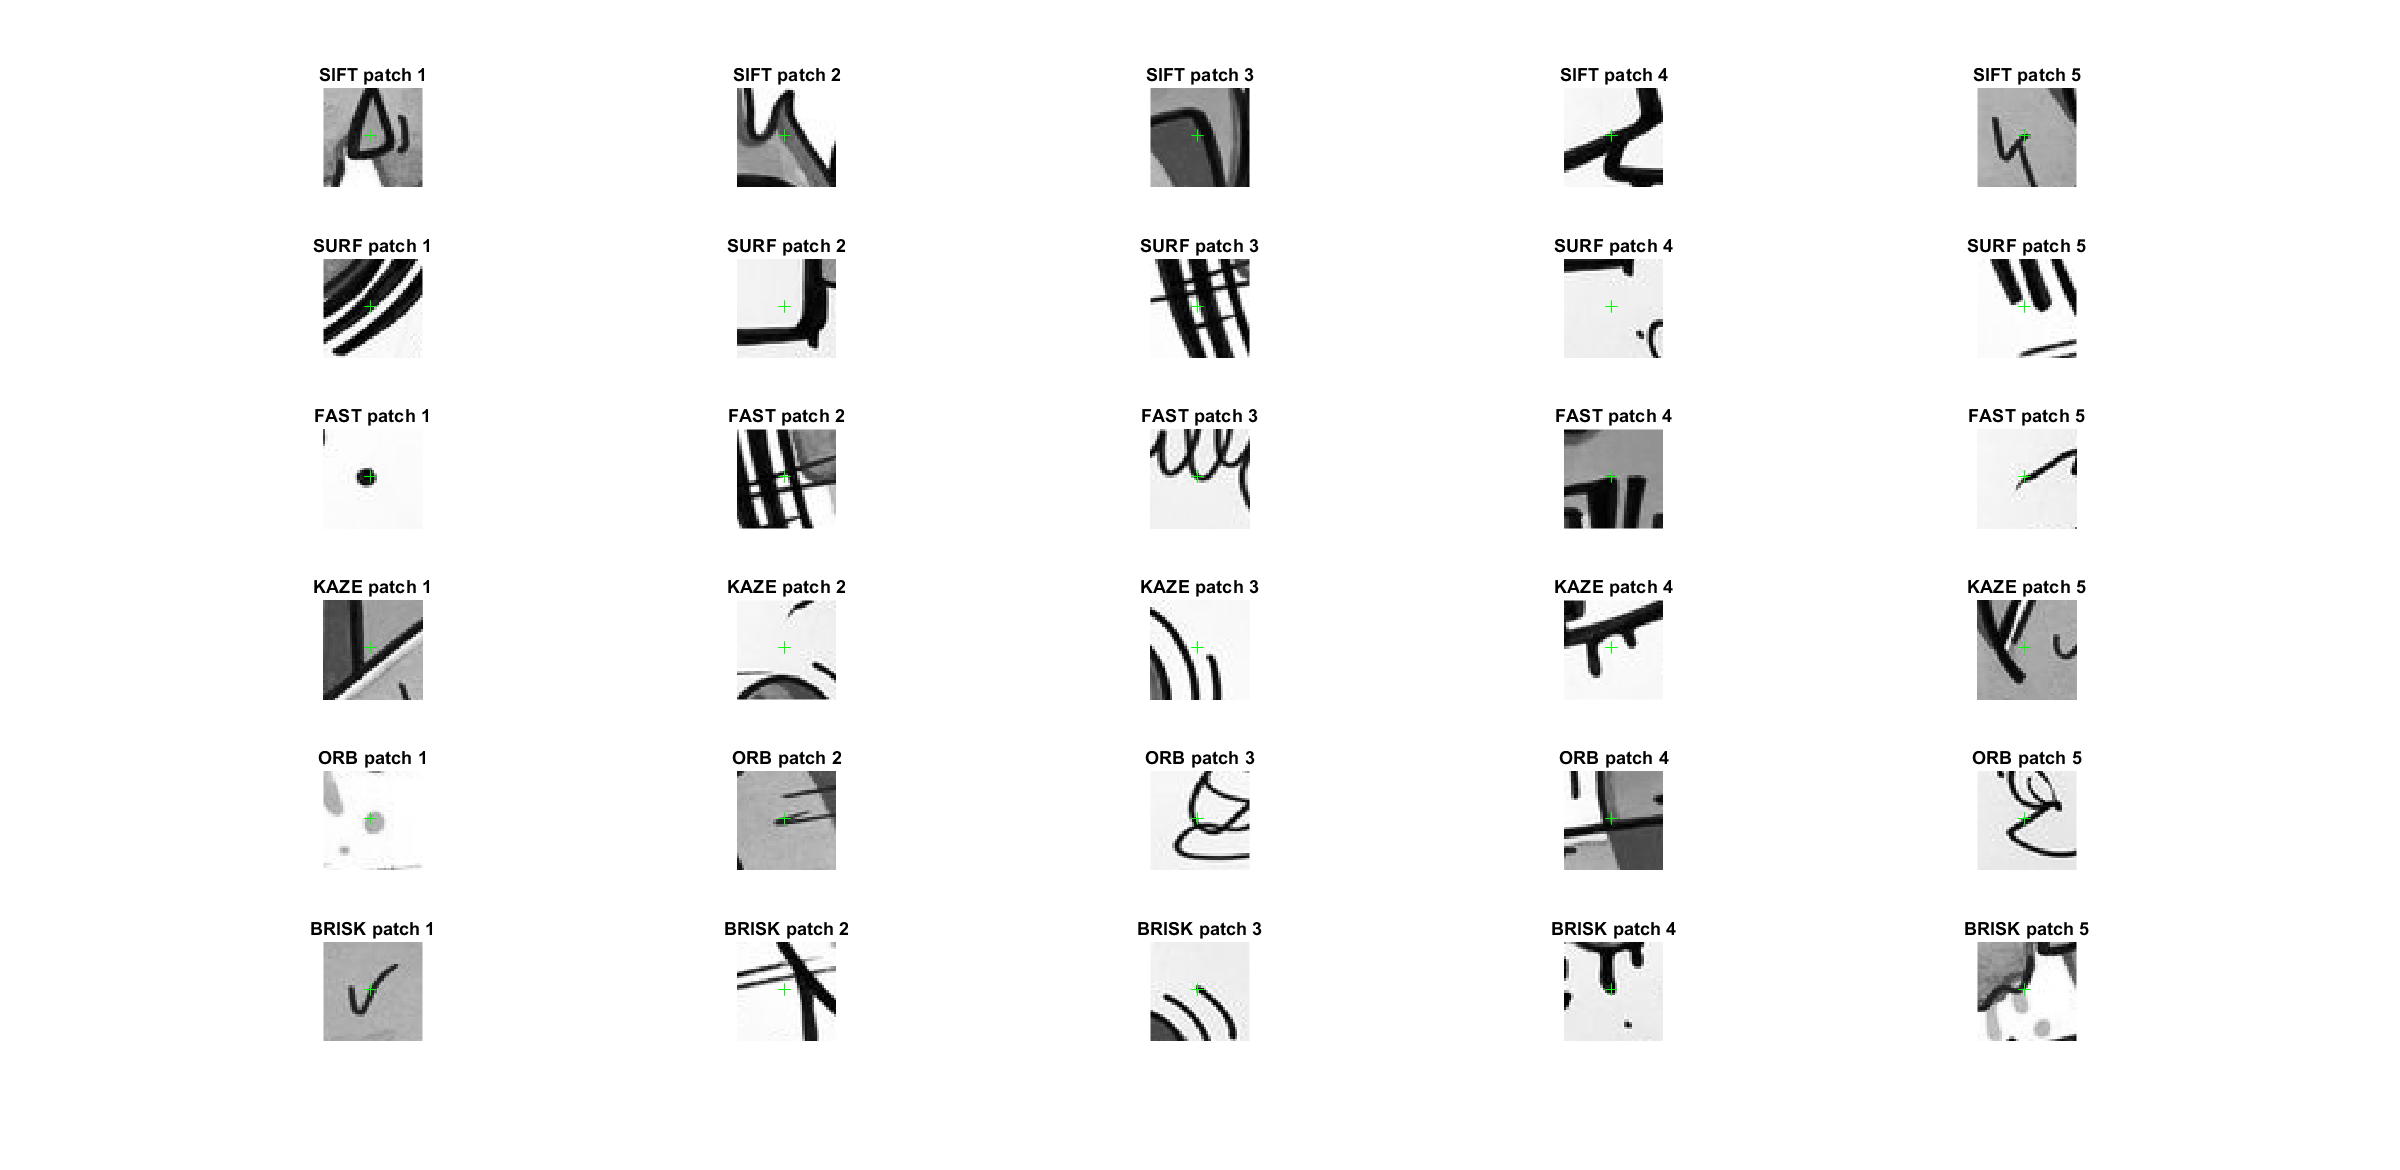 SIFT patch 1 SIFT patch 2 SIFT patch 3 SIFT patch 4 SIFT patch 5
SURF patch 1 SURF patch 2 SURF patch 3 SURF patch 4 SURF patch 5
FAST patch 1 FAST patch 2 FAST patch 3 FAST patch 4 FAST patch 5
KAZE patch 1 KAZE patch 2 KAZE patch 3 KAZE patch 4 KAZE patch 5
ORB patch 1 ORB patch 2 ORB patch 3 ORB patch 4 ORB patch 5
BRISK patch 1 BRISK patch 2 BRISK patch 3 BRISK patch 4 BRISK patch 5